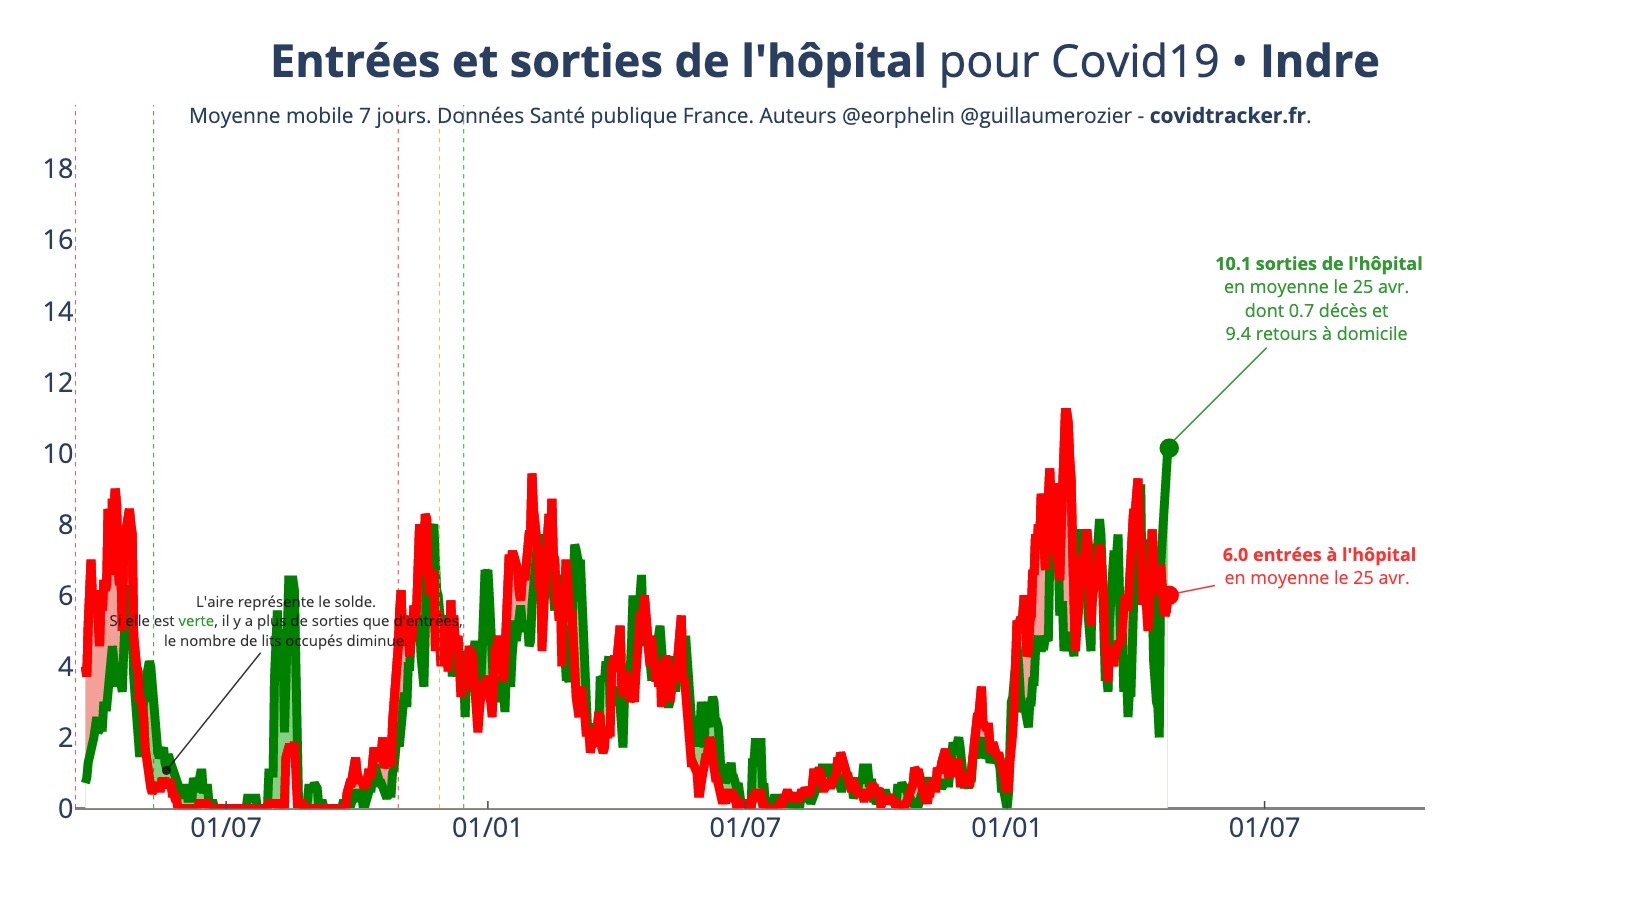 Entrées et sorties de l'hôpital pour Covid19 • Indre
Moyenne mobile 7 jours. Données Santé publique France. Auteurs @eorphelin @guillaumerozier - covidtracker.fr.
18
16
14
12
10
8
6
4
2
0
10.1 sorties de l'hôpital
en moyenne le 25 avr.
dont 0.7 décès et
9.4 retours à domicile
6.0 entrées à l'hôpital
en moyenne le 25 avr.
L'aire représente le solde.
Si elle est verte, il y a plus de sorties que d'entrées,
le nombre de lits occupés diminue.
01/07
01/01
01/07
01/01
01/07